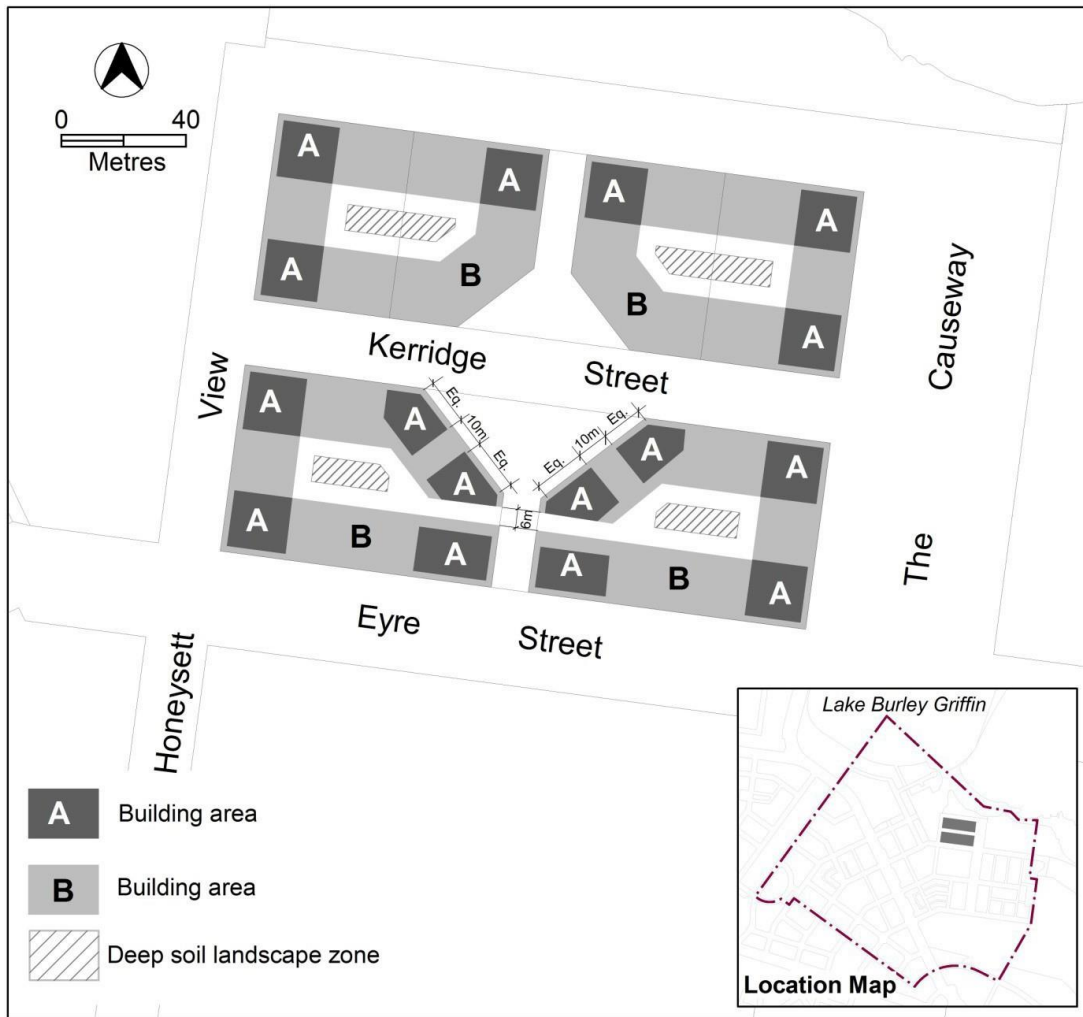 0 40
Metres
A
A
A
A
A
A
B
B
Kerridge Street
View
Causeway
Eq.
10m
Eq.
Eq.
10m
Eq.
A
A
A
A
A
A
6m
A
B
A
A
B
A
The
Eyre Street
Honeysett
A Building area
B Building area
Deep soil landscape zone
Lake Burley Griffin
Location Map